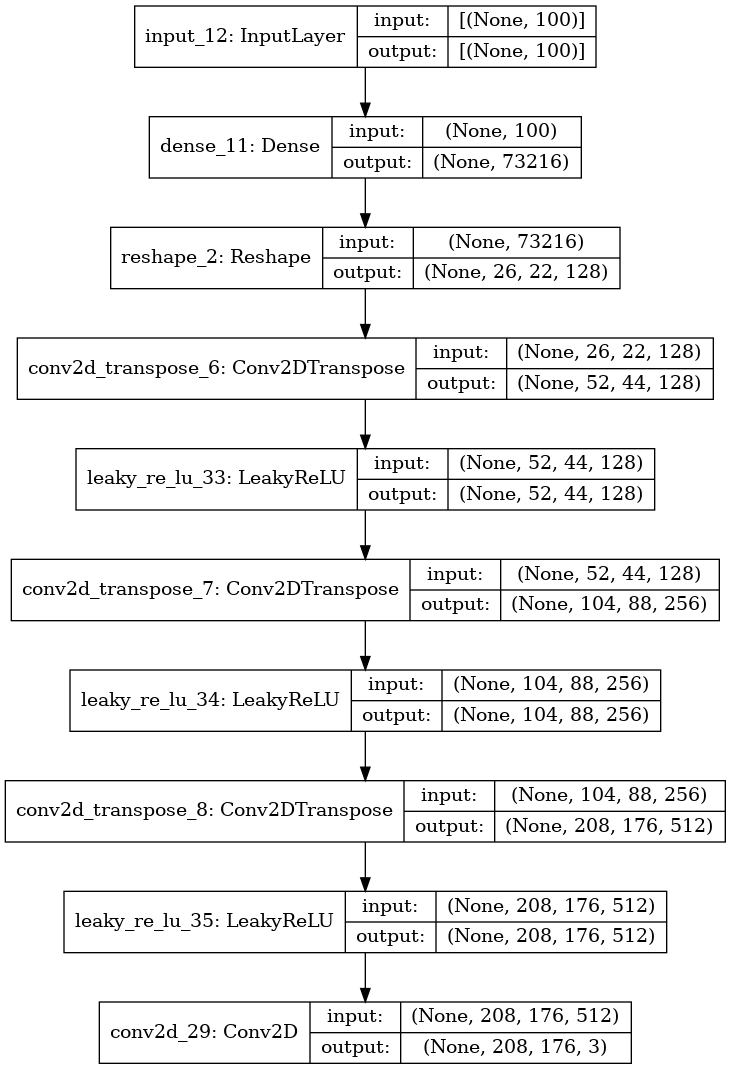 input_12: InputLayer
input: [(None, 100)]
output: [(None, 100)]
dense_11: Dense
input: (None, 100)
output: (None, 73216)
reshape_2: Reshape
input: (None, 73216)
output: (None, 26, 22, 128)
conv2d_transpose_6: Conv2DTranspose
input: (None, 26, 22, 128)
output: (None, 52, 44, 128)
leaky_re_lu_33: LeakyReLU
input: (None, 52, 44, 128)
output: (None, 52, 44, 128)
conv2d_transpose_7: Conv2DTranspose
input: (None, 52, 44, 128)
output: (None, 104, 88, 256)
leaky_re_lu_34: LeakyReLU
input: (None, 104, 88, 256)
output: (None, 104, 88, 256)
conv2d_transpose_8: Conv2DTranspose
input: (None, 104, 88, 256)
output: (None, 208, 176, 512)
leaky_re_lu_35: LeakyReLU
input: (None, 208, 176, 512)
output: (None, 208, 176, 512)
conv2d_29: Conv2D
input: (None, 208, 176, 512)
output: (None, 208, 176, 3)